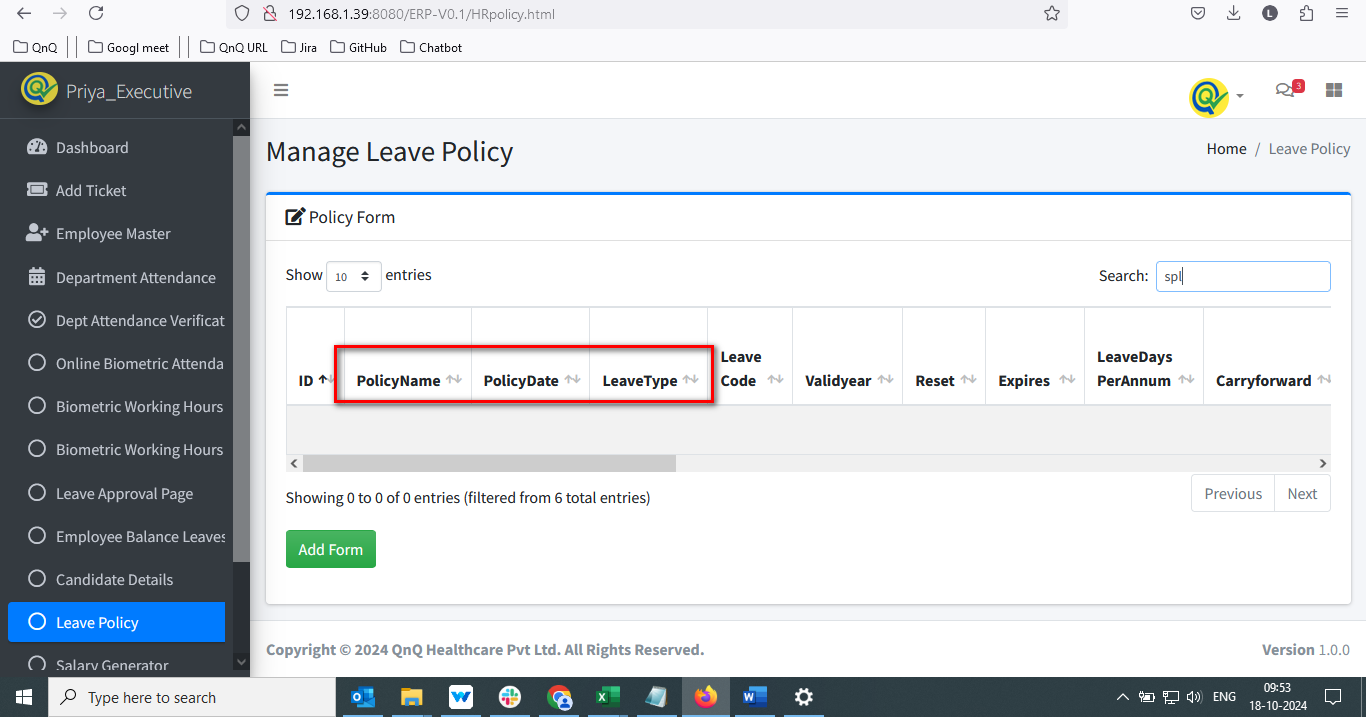 192.168.1.39:8080/ERP-V0.1/HRpolicy.html
L
QnQ
Googl meet
QnQ URL
Jira
GitHub
Chatbot
Priya_Executive
3
Dashboard
Add Ticket
Employee Master
Department Attendance
Dept Attendance Verificat
Online Biometric Attenda
Biometric Working Hours
Biometric Working Hours
Leave Approval Page
Employee Balance Leaves
Candidate Details
Leave Policy
Salary Generator
Manage Leave Policy
Home / Leave Policy
Policy Form
Show 10 entries
Search: spl
ID
PolicyName
PolicyDate
LeaveType
Leave
Code
Validyear
Reset
Expires
LeaveDays
PerAnnum
Carryforward
Showing 0 to 0 of 0 entries (filtered from 6 total entries)
Previous
Next
Add Form
Copyright © 2024 QnQ Healthcare Pvt Ltd. All Rights Reserved.
Version 1.0.0
Type here to search
ENG
09:53
18-10-2024